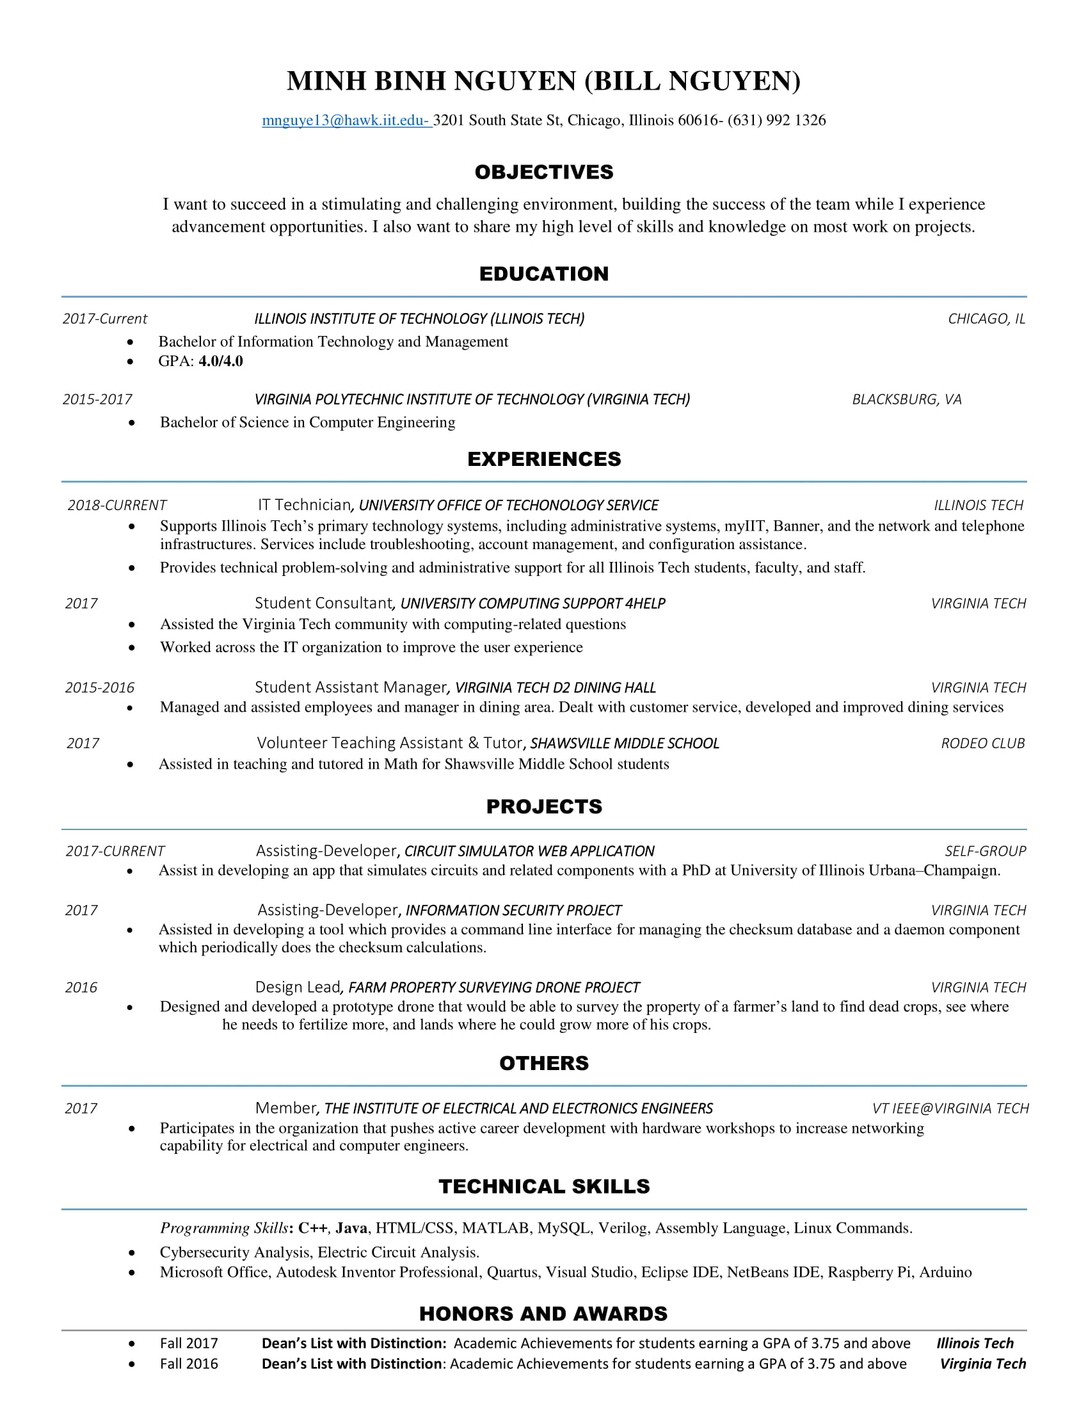 MINH BINH NGUYEN (BILL NGUYEN)
mnguye13@hawk.iit.edu- 3201 South State St, Chicago, Illinois 60616- (631) 992 1326
OBJECTIVES
I want to succeed in a stimulating and challenging environment, building the success of the team while I experience
advancement opportunities. I also want to share my high level of skills and knowledge on most work on projects.
EDUCATION
2017-Current ILLINOIS INSTITUTE OF TECHNOLOGY (LLINOIS TECH) CHICAGO, IL
• Bachelor of Information Technology and Management
• GPA: 4.0/4.0
2015-2017 VIRGINIA POLYTECHNIC INSTITUTE OF TECHNOLOGY (VIRGINIA TECH) BLACKSBURG, VA
• Bachelor of Science in Computer Engineering
EXPERIENCES
2018-CURRENT IT Technician, UNIVERSITY OFFICE OF TECHONOLOGY SERVICE ILLINOIS TECH
• Supports Illinois Tech’s primary technology systems, including administrative systems, myIIT, Banner, and the network and telephone
infrastructures. Services include troubleshooting, account management, and configuration assistance.
• Provides technical problem-solving and administrative support for all Illinois Tech students, faculty, and staff.
2017 Student Consultant, UNIVERSITY COMPUTING SUPPORT 4HELP VIRGINIA TECH
• Assisted the Virginia Tech community with computing-related questions
• Worked across the IT organization to improve the user experience
2015-2016 Student Assistant Manager, VIRGINIA TECH D2 DINING HALL VIRGINIA TECH
• Managed and assisted employees and manager in dining area. Dealt with customer service, developed and improved dining services
2017 Volunteer Teaching Assistant & Tutor, SHAWSVILLE MIDDLE SCHOOL RODEO CLUB
• Assisted in teaching and tutored in Math for Shawsville Middle School students
PROJECTS
2017-CURRENT Assisting-Developer, CIRCUIT SIMULATOR WEB APPLICATION SELF-GROUP
• Assist in developing an app that simulates circuits and related components with a PhD at University of Illinois Urbana–Champaign.
2017 Assisting-Developer, INFORMATION SECURITY PROJECT VIRGINIA TECH
• Assisted in developing a tool which provides a command line interface for managing the checksum database and a daemon component
which periodically does the checksum calculations.
2016 Design Lead, FARM PROPERTY SURVEYING DRONE PROJECT VIRGINIA TECH
• Designed and developed a prototype drone that would be able to survey the property of a farmer’s land to find dead crops, see where
he needs to fertilize more, and lands where he could grow more of his crops.
OTHERS
2017 Member, THE INSTITUTE OF ELECTRICAL AND ELECTRONICS ENGINEERS VT IEEE@VIRGINIA TECH
• Participates in the organization that pushes active career development with hardware workshops to increase networking
capability for electrical and computer engineers.
TECHNICAL SKILLS
Programming Skills: C++, Java, HTML/CSS, MATLAB, MySQL, Verilog, Assembly Language, Linux Commands.
• Cybersecurity Analysis, Electric Circuit Analysis.
• Microsoft Office, Autodesk Inventor Professional, Quartus, Visual Studio, Eclipse IDE, NetBeans IDE, Raspberry Pi, Arduino
HONORS AND AWARDS
• Fall 2017 Dean’s List with Distinction: Academic Achievements for students earning a GPA of 3.75 and above Illinois Tech
• Fall 2016 Dean’s List with Distinction: Academic Achievements for students earning a GPA of 3.75 and above Virginia Tech